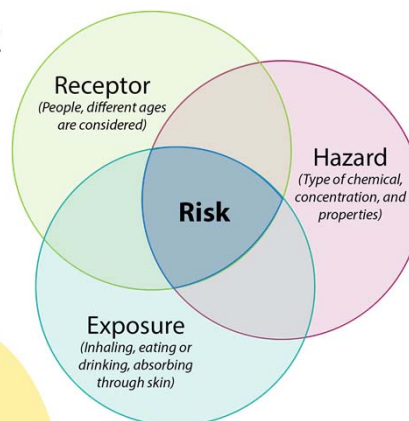 Receptor
(People, different ages
are considered)
Hazard
(Type of chemical,
concentration, and
properties)
Risk
Exposure
(Inhaling, eating or
drinking, absorbing
through skin)